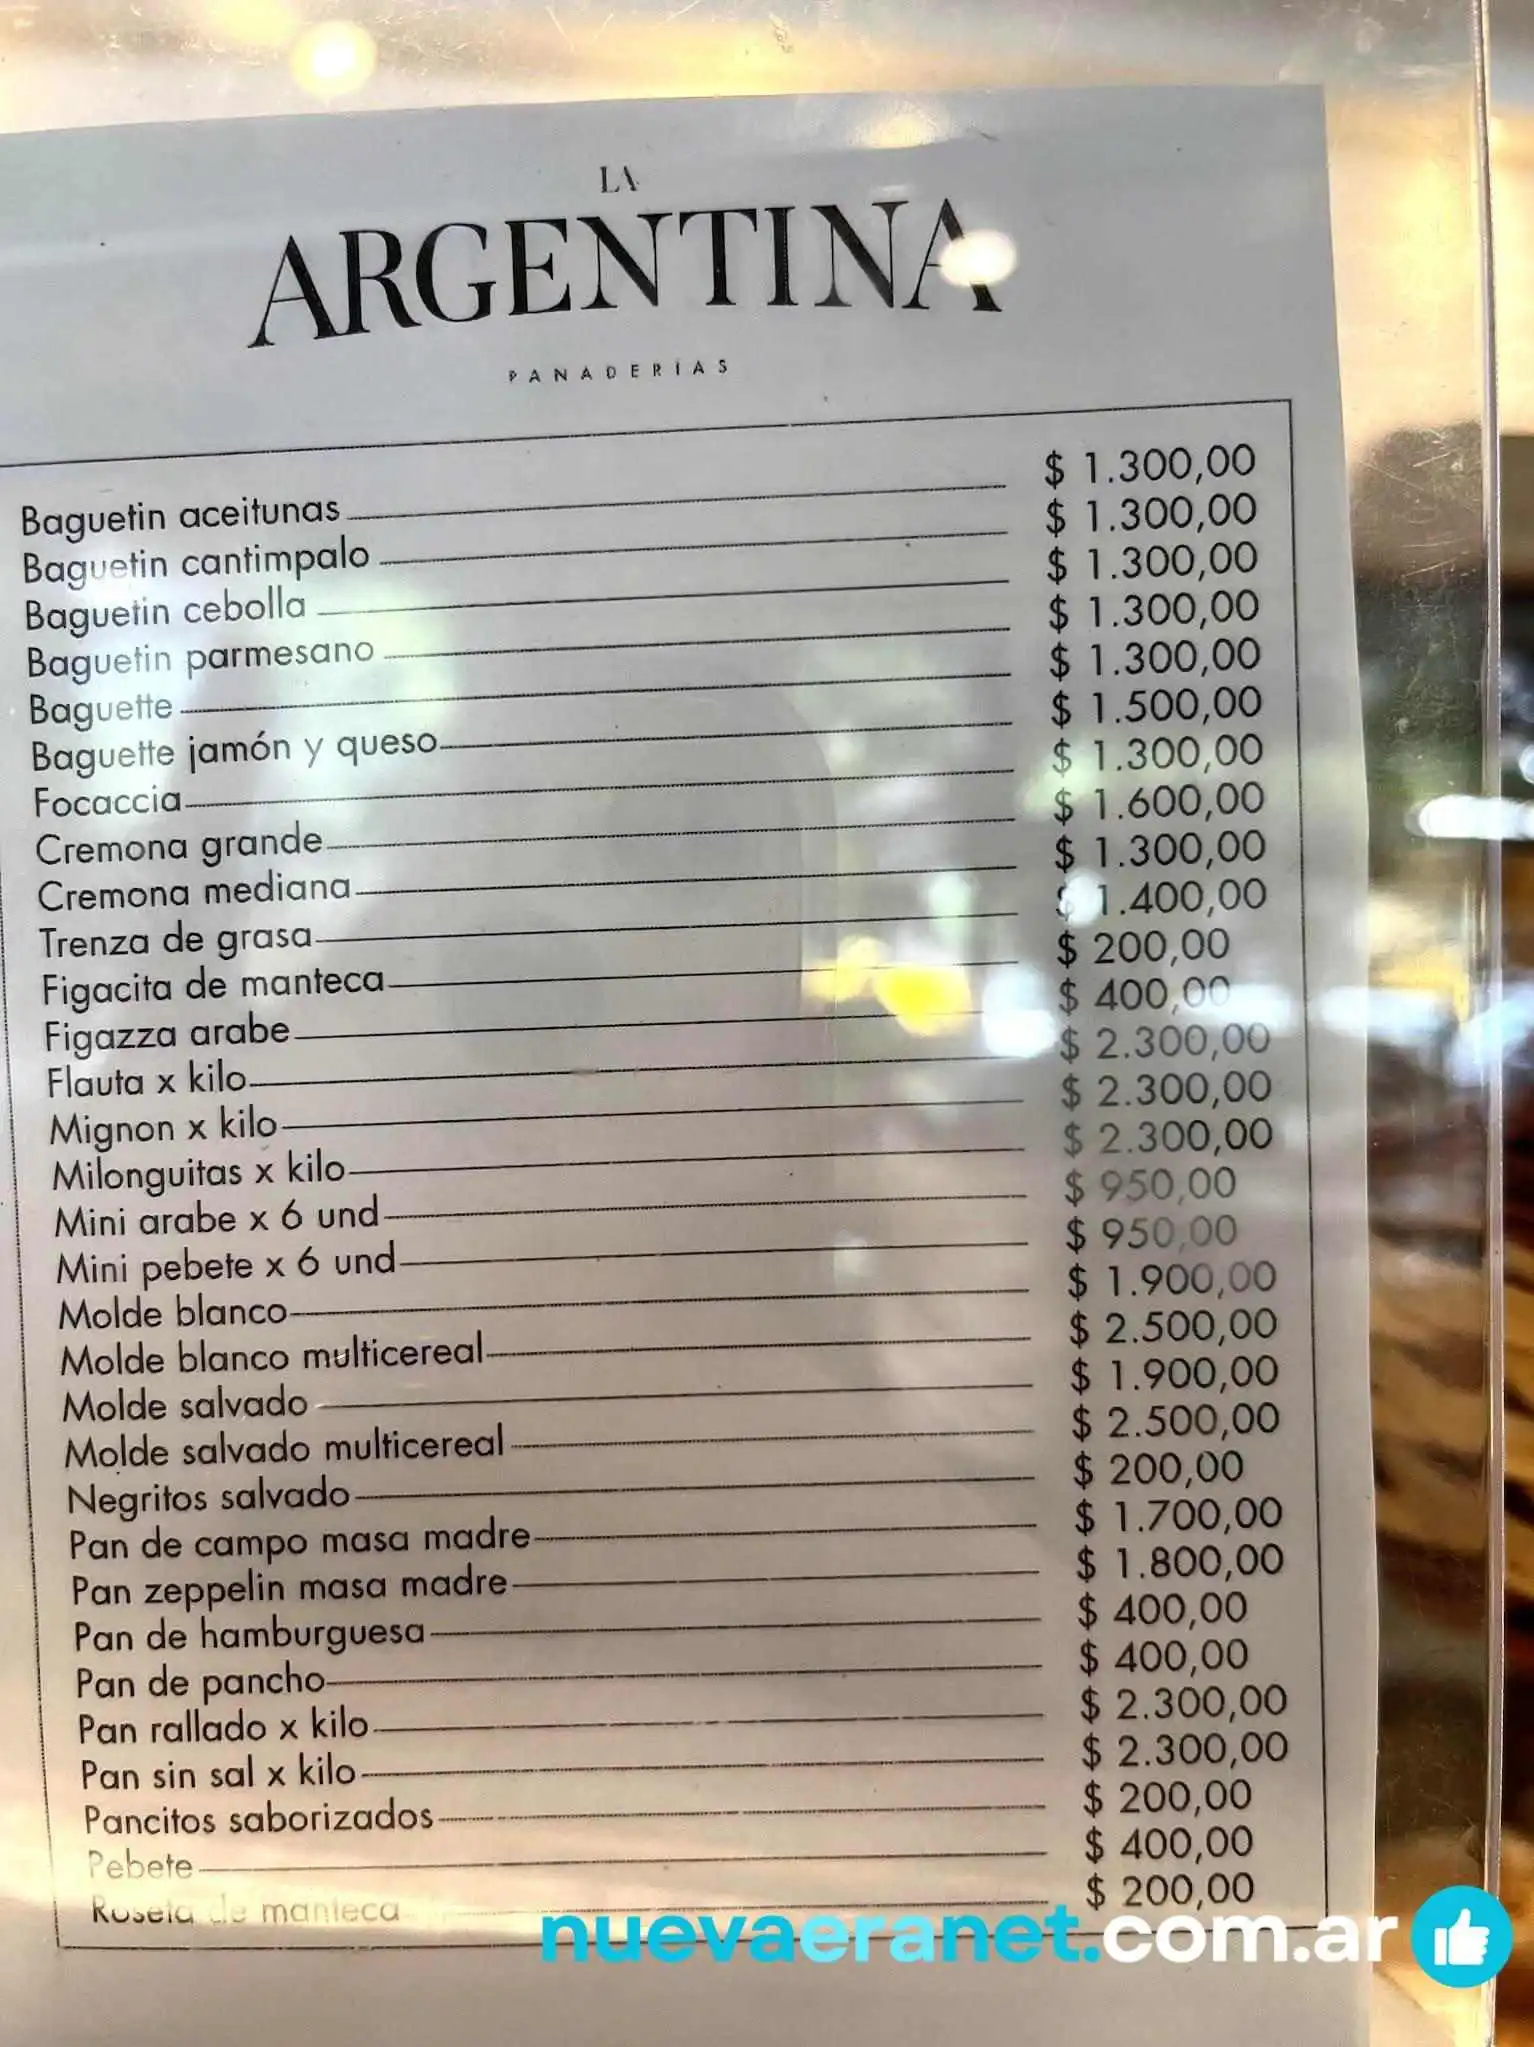 LA
ARGENTINA
PANADERÍAS
Baguetin aceitunas $ 1.300,00
Baguetin cantimpalo $ 1.300,00
Baguetin cebolla $ 1.300,00
Baguetin parmesano $ 1.300,00
Baguette $ 1.300,00
Baguette jamón y queso $ 1.500,00
Focaccia $ 1.300,00
Cremona grande $ 1.600,00
Cremona mediana $ 1.300,00
Trenza de grasa $ 1.400,00
Figacita de manteca $ 200,00
Figazza arabe $ 400,00
Flauta x kilo $ 2.300,00
Mignon x kilo $ 2.300,00
Milonguitas x kilo $ 2.300,00
Mini arabe x 6 und $ 950,00
Mini pebete x 6 und $ 950,00
Molde blanco $ 1.900,00
Molde blanco multicereal $ 2.500,00
Molde salvado $ 1.900,00
Molde salvado multicereal $ 2.500,00
Negritos salvado $ 200,00
Pan de campo masa madre $ 1.700,00
Pan zeppelin masa madre $ 1.800,00
Pan de hamburguesa $ 400,00
Pan de pancho $ 400,00
Pan rallado x kilo $ 2.300,00
Pan sin sal x kilo $ 2.300,00
Pancitos saborizados $ 200,00
Pebete $ 400,00
Roseta de manteca $ 200,00
nuevaeranet.com.ar